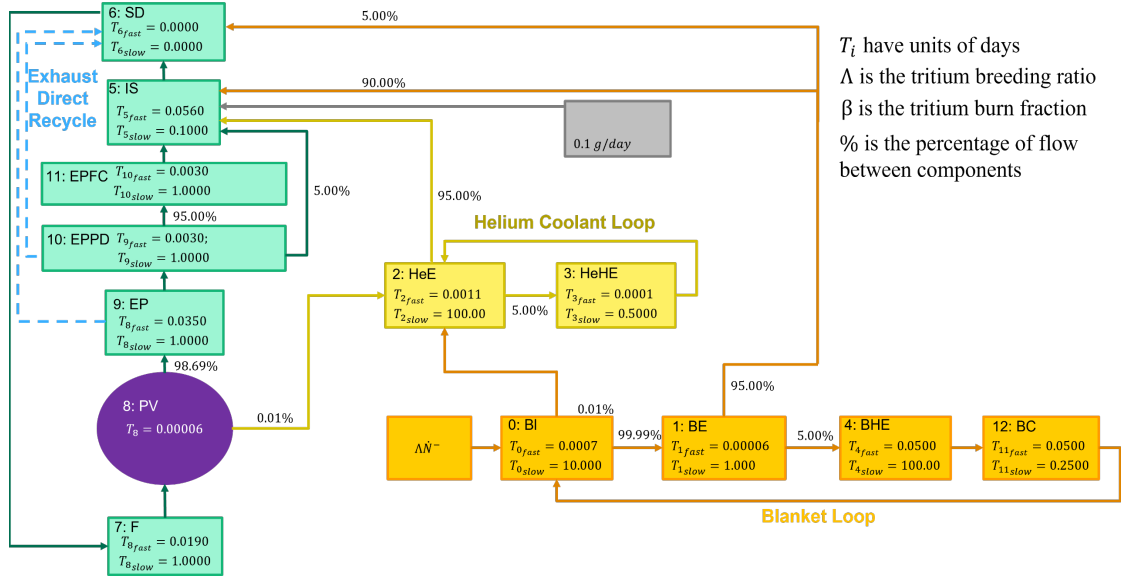 6: SD
T6fast = 0.0000
T6slow = 0.0000
5.00%
Exhaust
Direct
Recycle
5: IS
T5fast = 0.0560
T5slow = 0.1000
90.00%
0.1 g/day
Ti have units of days
Λ is the tritium breeding ratio
β is the tritium burn fraction
% is the percentage of flow
between components
11: EPFC
T10fast = 0.0030
T10slow = 1.0000
95.00%
5.00%
10: EPPD
T9fast = 0.0030;
T9slow = 1.0000
95.00%
Helium Coolant Loop
2: HeE
T2fast = 0.0011
T2slow = 100.00
5.00%
3: HeHE
T3fast = 0.0001
T3slow = 0.5000
9: EP
T8fast = 0.0350
T8slow = 1.0000
98.69%
8: PV
T8 = 0.00006
0.01%
ΛṄ−
0: BI
T0fast = 0.0007
T0slow = 10.000
0.01%
99.99%
1: BE
T1fast = 0.00006
T1slow = 1.000
95.00%
5.00%
4: BHE
T4fast = 0.0500
T4slow = 100.00
12: BC
T11fast = 0.0500
T11slow = 0.2500
Blanket Loop
7: F
T8fast = 0.0190
T8slow = 1.0000